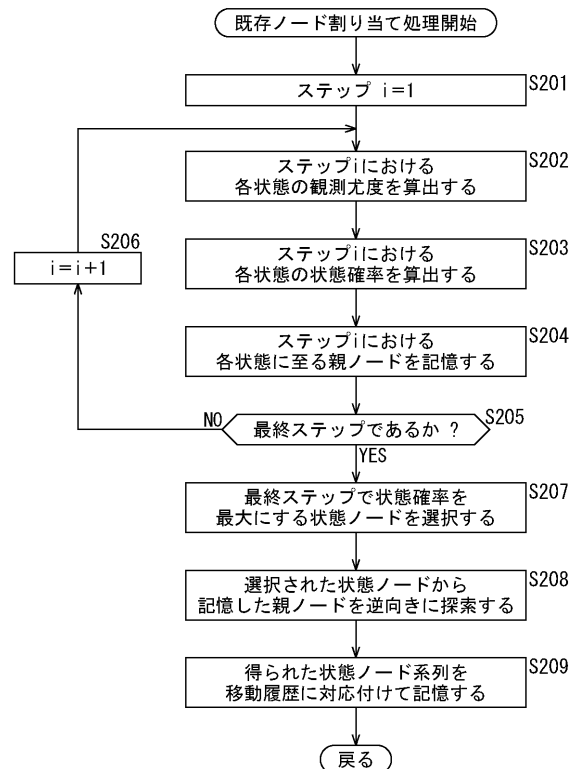 既存ノード割り当て処理開始
S201
ステップ i=1
S202
ステップiにおける
各状態の観測尤度を算出する
S206
i=i+1
S203
ステップiにおける
各状態の状態確率を算出する
S204
ステップiにおける
各状態に至る親ノードを記憶する
S205
NO
最終ステップであるか ?
YES
S207
最終ステップで状態確率を
最大にする状態ノードを選択する
S208
選択された状態ノードから
記憶した親ノードを逆向きに探索する
S209
得られた状態ノード系列を
移動履歴に対応付けて記憶する
戻る